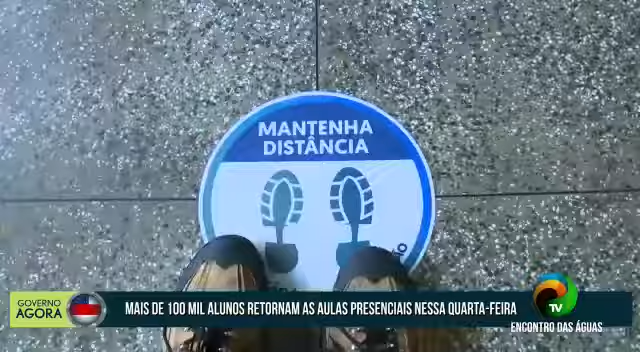 MANTENHA
DISTÂNCIA
GOVERNO
AGORA
MAIS DE 100 MIL ALUNOS RETORNAM AS AULAS PRESENCIAIS NESSA QUARTA-FEIRA
TV
ENCONTRO DAS ÁGUAS